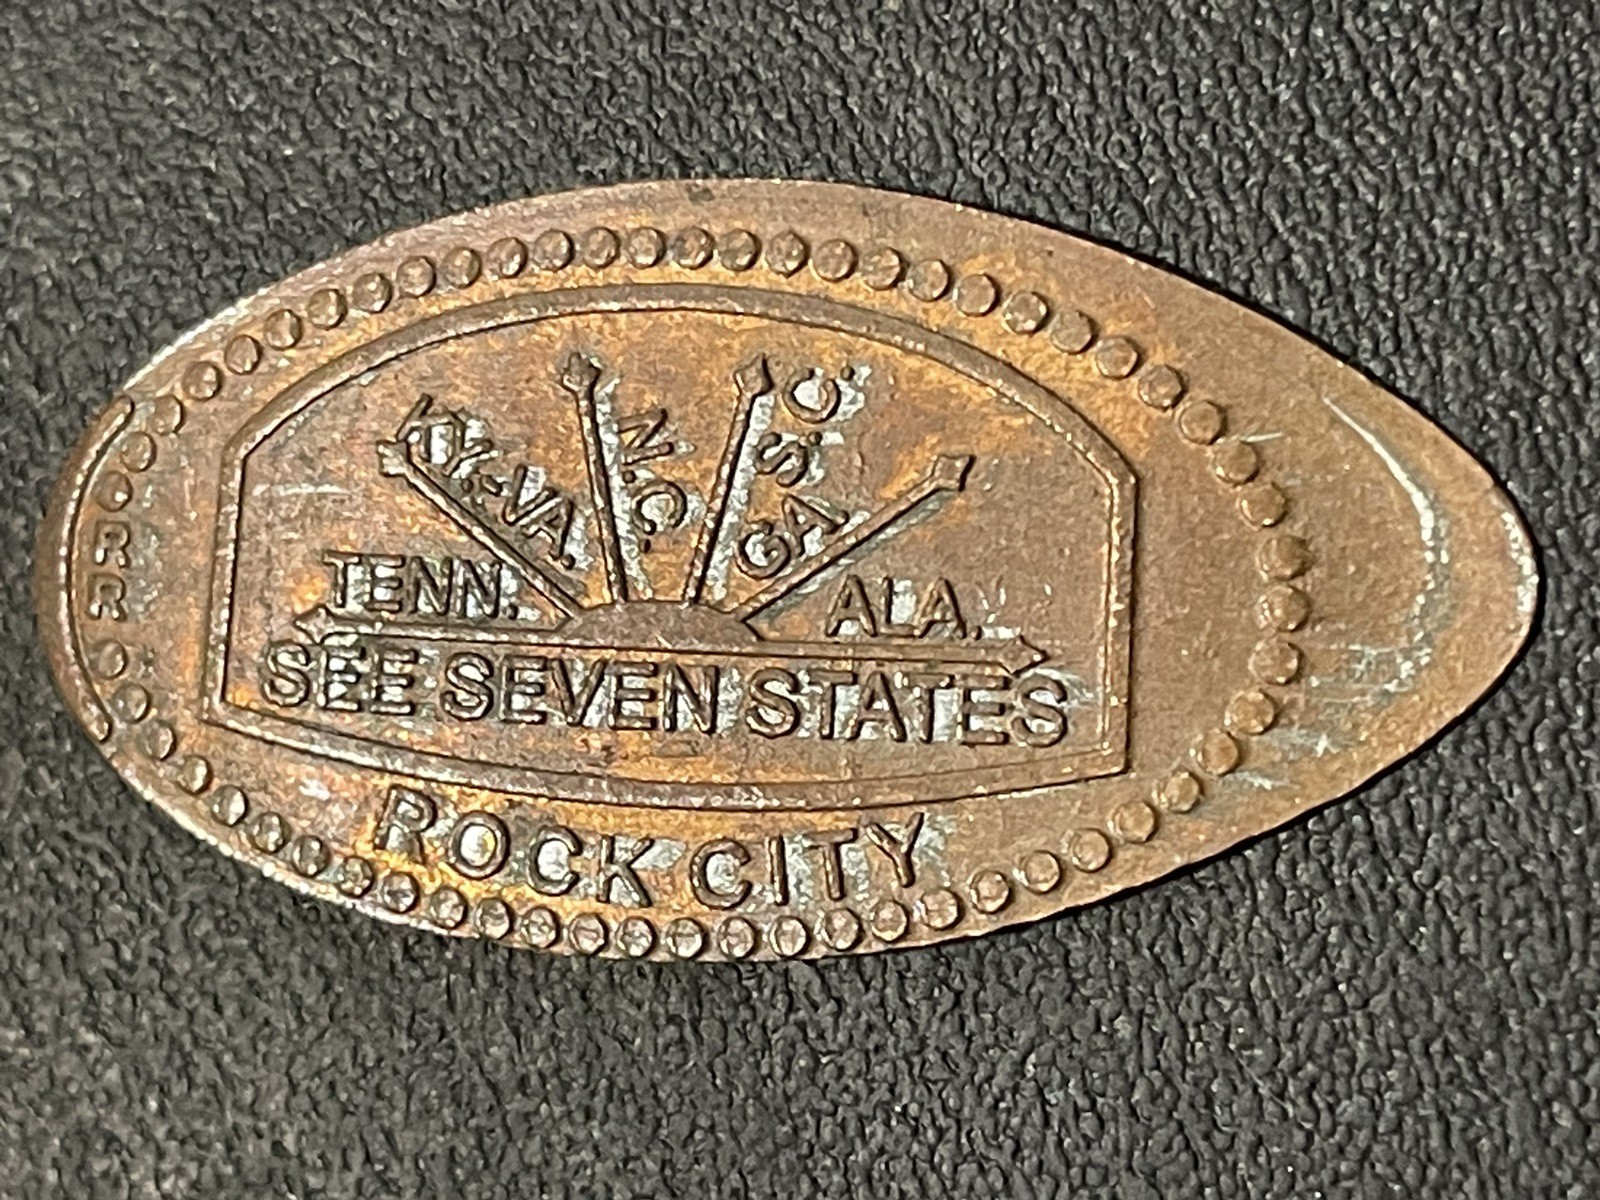 KY.-VA.
N.C.
GA. S.C.
TENN.
ALA.
SEE SEVEN STATES
ROCK CITY